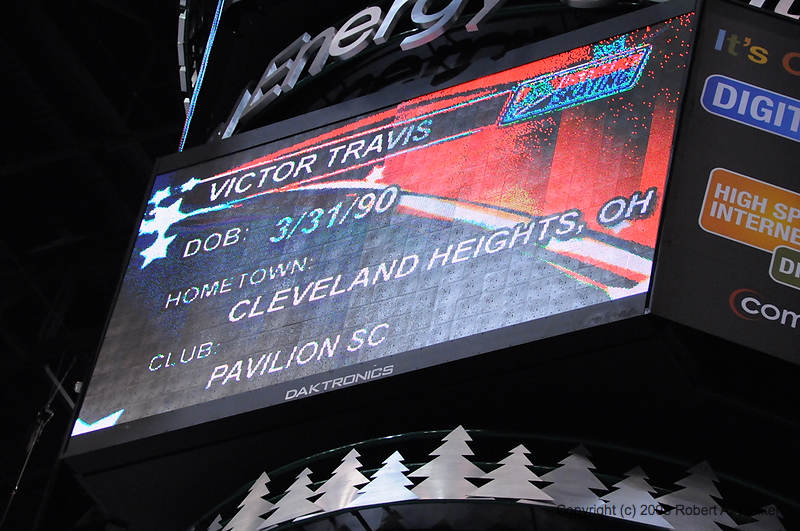 Energy
It's
DIGIT
VICTOR TRAVIS
DOB: 3/31/90
HOMETOWN:
CLEVELAND HEIGHTS, OH
CLUB:
PAVILION SC
DAKTRONICS
HIGH SP
INTERNE
com
Copyright (c)